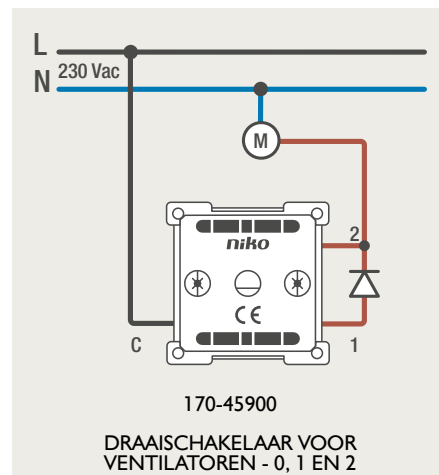 L
230 Vac
N
M
2
niko
CE
C
1
170-45900
DRAAISCHAKELAAR VOOR
VENTILATOREN - 0, 1 EN 2